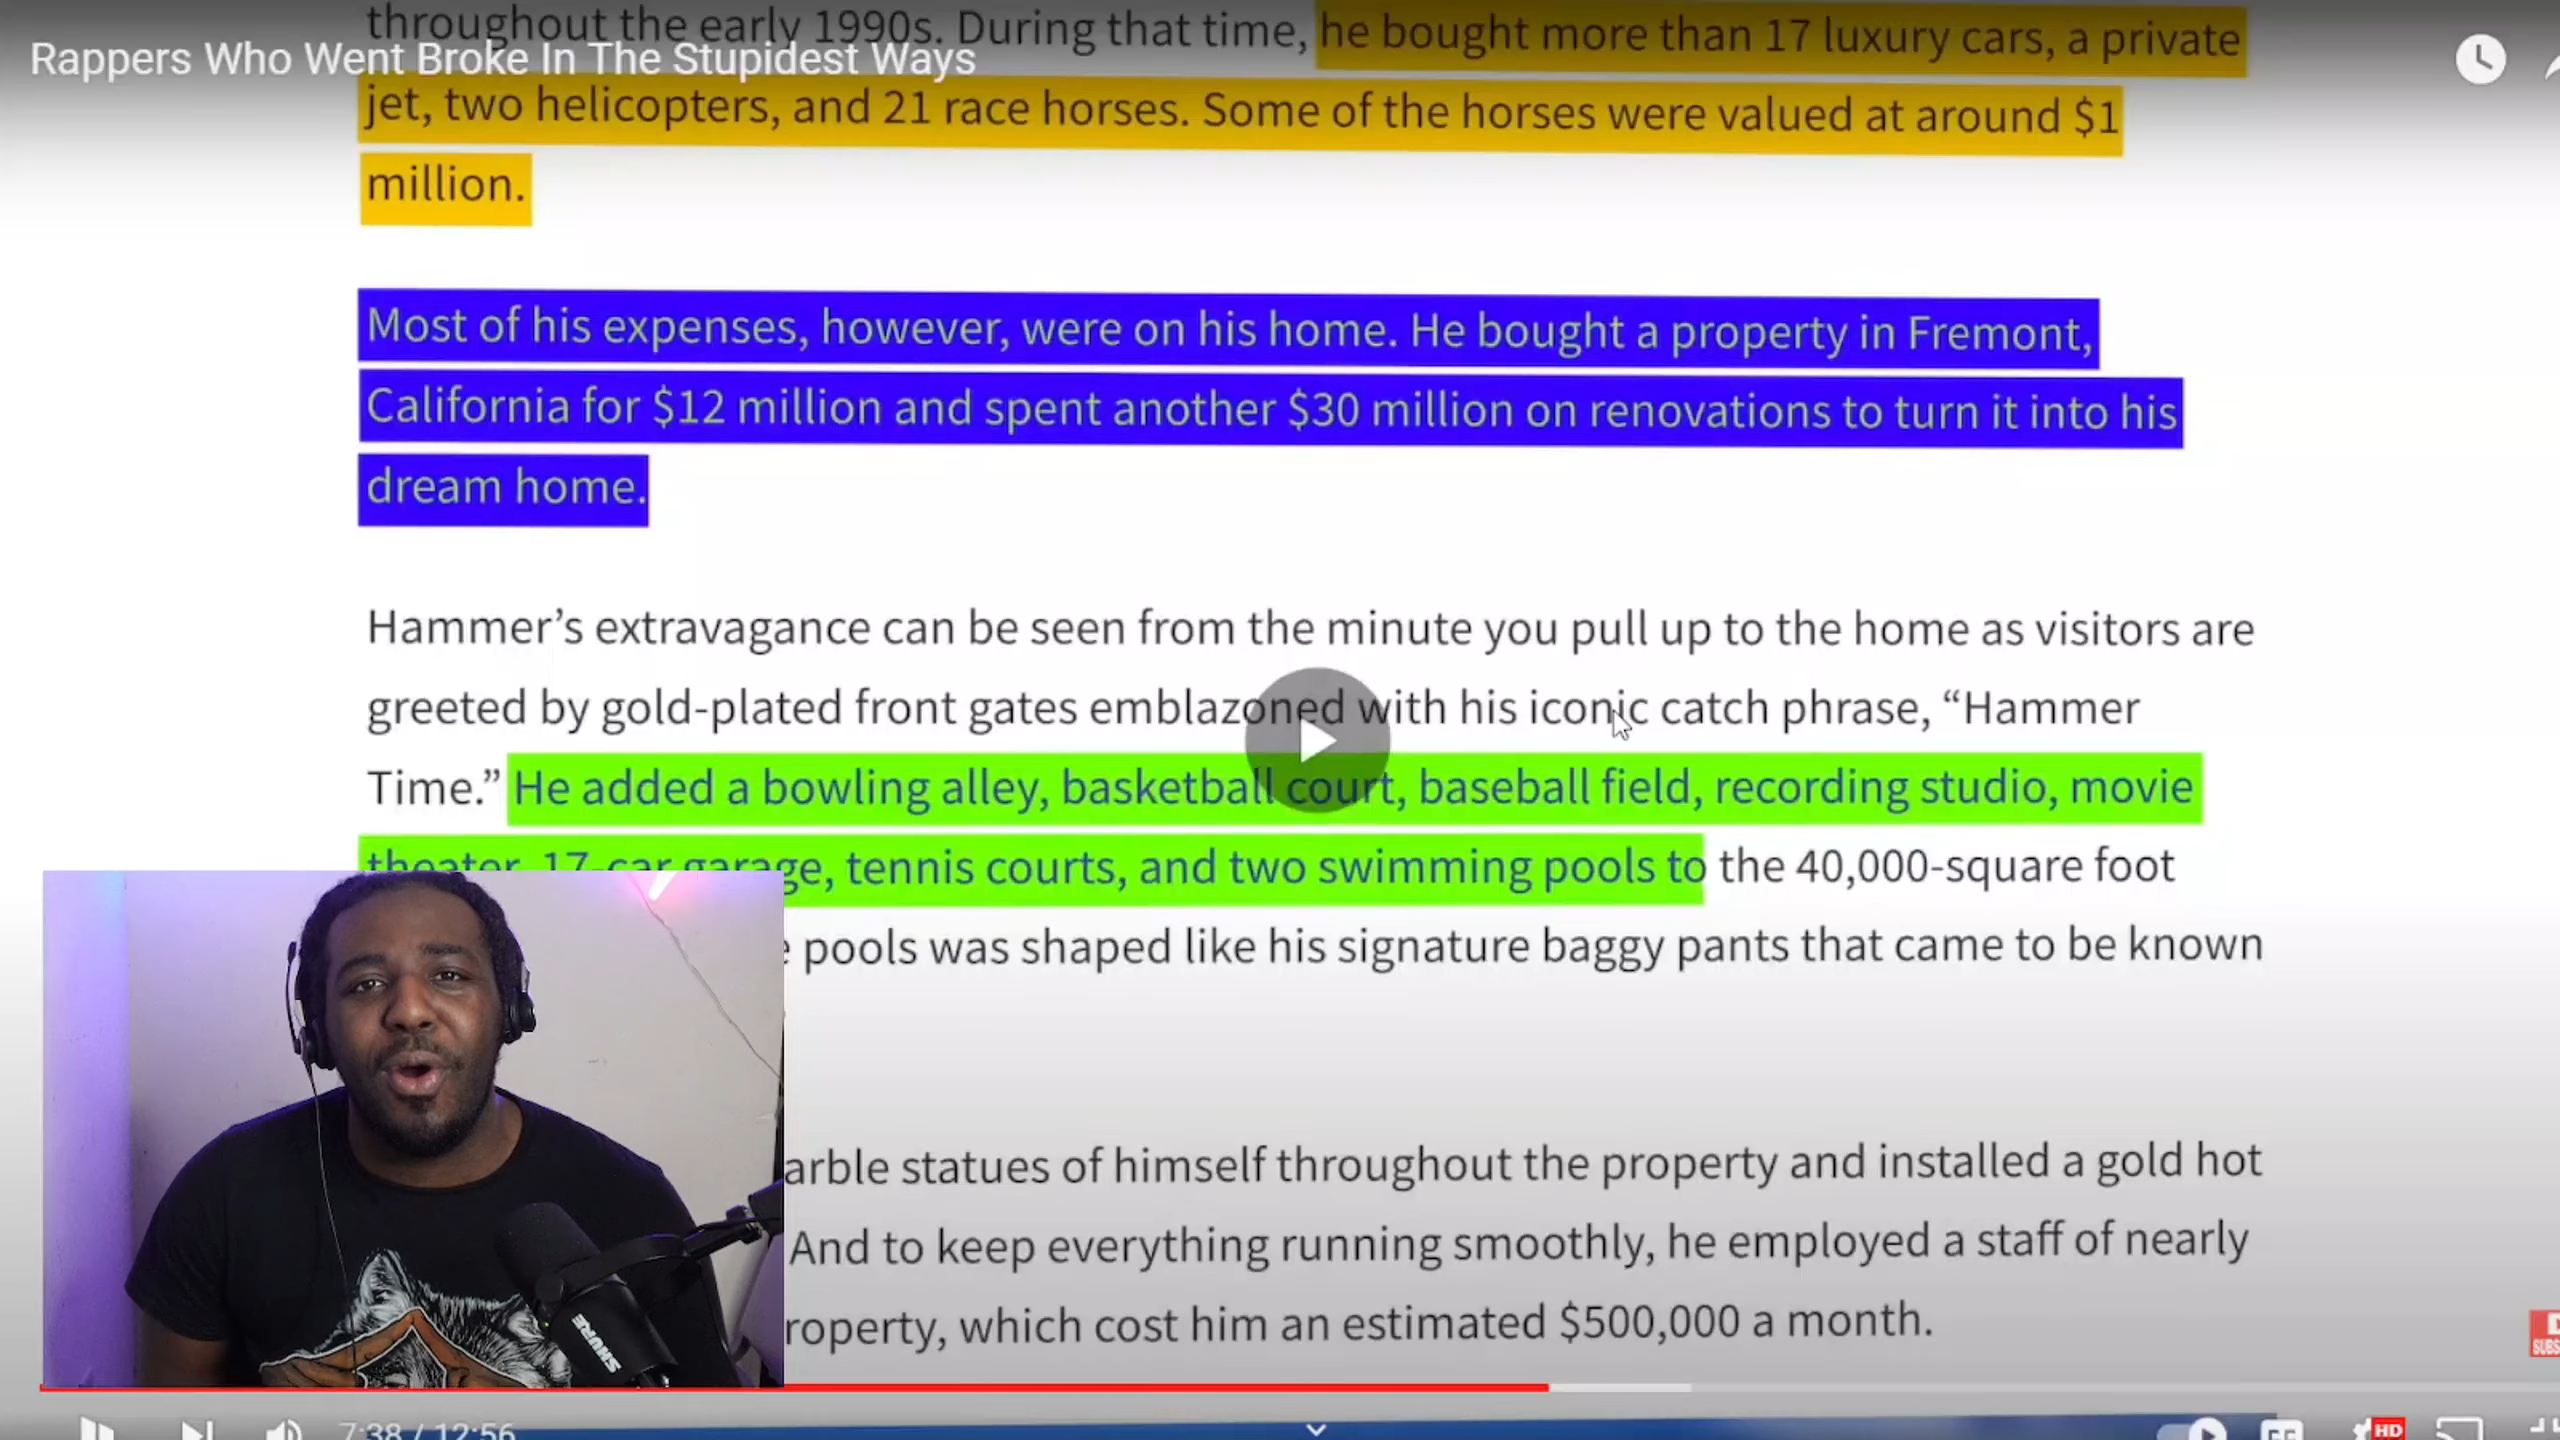 throughout the early 1990s. During that time, he bought more than 17 luxury cars, a private
Rappers Who Went Broke In The Stupidest Ways
jet, two helicopters, and 21 race horses. Some of the horses were valued at around $1
million.
Most of his expenses, however, were on his home. He bought a property in Fremont,
California for $12 million and spent another $30 million on renovations to turn it into his
dream home.
Hammer’s extravagance can be seen from the minute you pull up to the home as visitors are
greeted by gold-plated front gates emblazoned with his iconic catch phrase, “Hammer
Time.” He added a bowling alley, basketball court, baseball field, recording studio, movie
theater, 17-car garage, tennis courts, and two swimming pools to the 40,000-square foot
pools was shaped like his signature baggy pants that came to be known
arble statues of himself throughout the property and installed a gold hot
And to keep everything running smoothly, he employed a staff of nearly
roperty, which cost him an estimated $500,000 a month.
SHURE
SUBS
7:38 / 12:56
HD